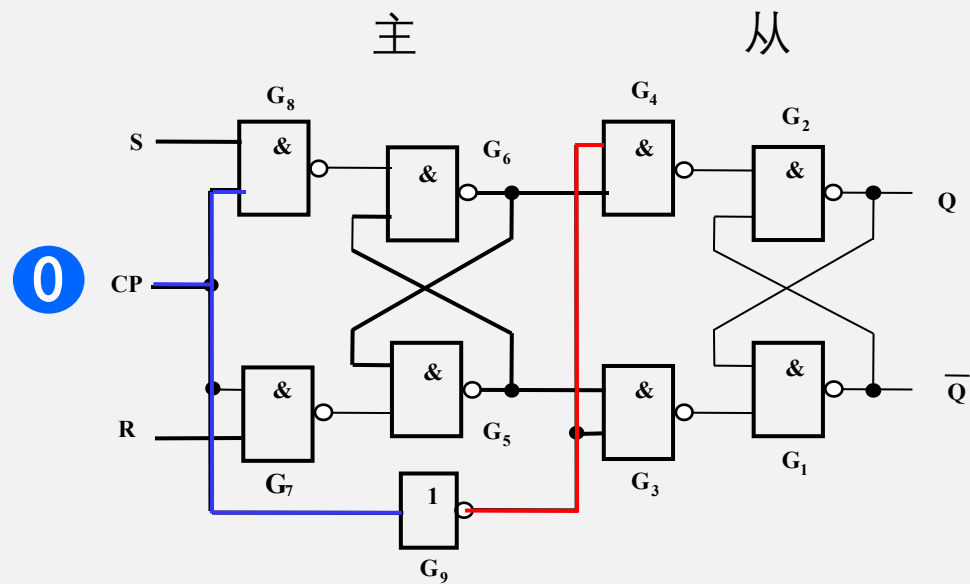 主 从
G8 G4 G2
S & G6 & &
& Q
0 CP
& & & & Q̅
R G5
G7 G3 G1
1
G9